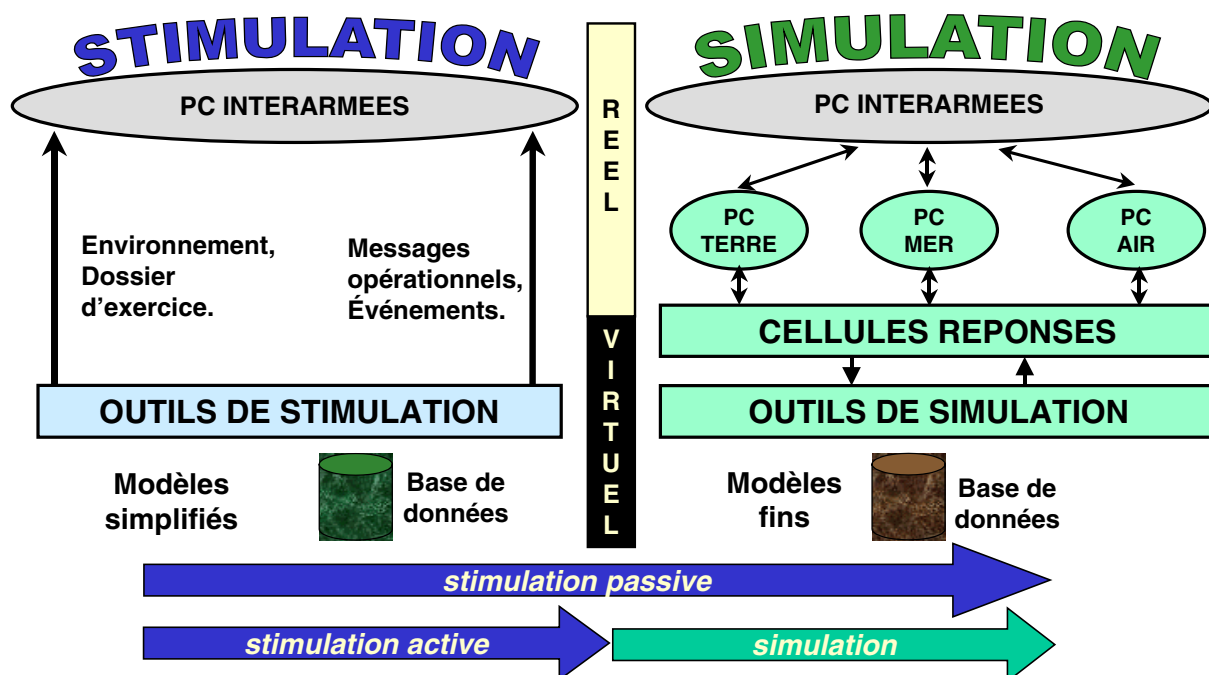 STIMULATION
PC INTERARMEES
Environnement,
Dossier
d'exercice.
Messages
opérationnels,
Événements.
OUTILS DE STIMULATION
Modèles
simplifiés
Base de
données
REEL
VIRTUEL
SIMULATION
PC INTERARMEES
PC
TERRE
PC
MER
PC
AIR
CELLULES REPONSES
OUTILS DE SIMULATION
Modèles
fins
Base de
données
stimulation passive
stimulation active
simulation